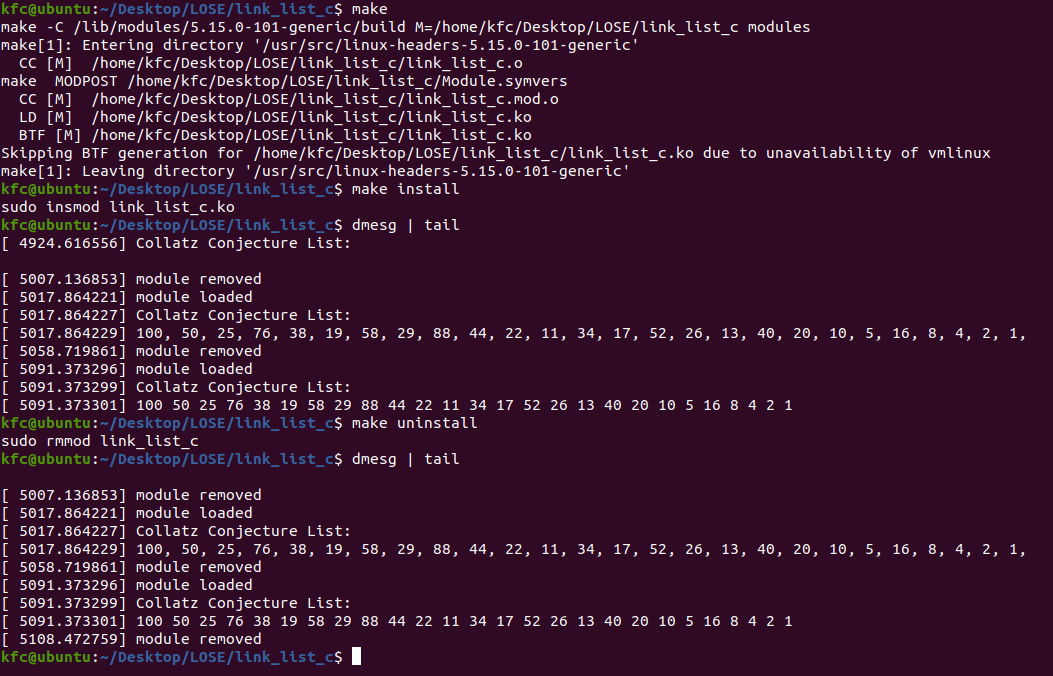 kfc@ubuntu:~/Desktop/LOSE/link_list_c$ make
make -C /lib/modules/5.15.0-101-generic/build M=/home/kfc/Desktop/LOSE/link_list_c modules
make[1]: Entering directory '/usr/src/linux-headers-5.15.0-101-generic'
  CC [M]  /home/kfc/Desktop/LOSE/link_list_c/link_list_c.o
make  MODPOST /home/kfc/Desktop/LOSE/link_list_c/Module.symvers
  CC [M]  /home/kfc/Desktop/LOSE/link_list_c/link_list_c.mod.o
  LD [M]  /home/kfc/Desktop/LOSE/link_list_c/link_list_c.ko
  BTF [M] /home/kfc/Desktop/LOSE/link_list_c/link_list_c.ko
Skipping BTF generation for /home/kfc/Desktop/LOSE/link_list_c/link_list_c.ko due to unavailability of vmlinux
make[1]: Leaving directory '/usr/src/linux-headers-5.15.0-101-generic'
kfc@ubuntu:~/Desktop/LOSE/link_list_c$ make install
sudo insmod link_list_c.ko
kfc@ubuntu:~/Desktop/LOSE/link_list_c$ dmesg | tail
[ 4924.616556] Collatz Conjecture List:

[ 5007.136853] module removed
[ 5017.864221] module loaded
[ 5017.864227] Collatz Conjecture List:
[ 5017.864229] 100, 50, 25, 76, 38, 19, 58, 29, 88, 44, 22, 11, 34, 17, 52, 26, 13, 40, 20, 10, 5, 16, 8, 4, 2, 1,
[ 5058.719861] module removed
[ 5091.373296] module loaded
[ 5091.373299] Collatz Conjecture List:
[ 5091.373301] 100 50 25 76 38 19 58 29 88 44 22 11 34 17 52 26 13 40 20 10 5 16 8 4 2 1
kfc@ubuntu:~/Desktop/LOSE/link_list_c$ make uninstall
sudo rmmod link_list_c
kfc@ubuntu:~/Desktop/LOSE/link_list_c$ dmesg | tail

[ 5007.136853] module removed
[ 5017.864221] module loaded
[ 5017.864227] Collatz Conjecture List:
[ 5017.864229] 100, 50, 25, 76, 38, 19, 58, 29, 88, 44, 22, 11, 34, 17, 52, 26, 13, 40, 20, 10, 5, 16, 8, 4, 2, 1,
[ 5058.719861] module removed
[ 5091.373296] module loaded
[ 5091.373299] Collatz Conjecture List:
[ 5091.373301] 100 50 25 76 38 19 58 29 88 44 22 11 34 17 52 26 13 40 20 10 5 16 8 4 2 1
[ 5108.472759] module removed
kfc@ubuntu:~/Desktop/LOSE/link_list_c$